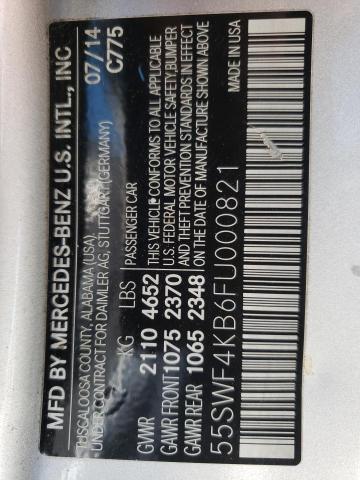 MFD BY MERCEDES-BENZ U.S. INTL., INC
TUSCALOOSA COUNTY, ALABAMA (USA) 07/14
UNDER CONTRACT FOR DAIMLER AG, STUTTGART (GERMANY) C775
KG LBS PASSENGER CAR
GVWR 2110 4652 THIS VEHICLE CONFORMS TO ALL APPLICABLE
GAWR FRONT 1075 2370 U.S. FEDERAL MOTOR VEHICLE SAFETY, BUMPER
AND THEFT PREVENTION STANDARDS IN EFFECT
GAWR REAR 1065 2348 ON THE DATE OF MANUFACTURE SHOWN ABOVE
55SWF4KB6FU000821
MADE IN USA